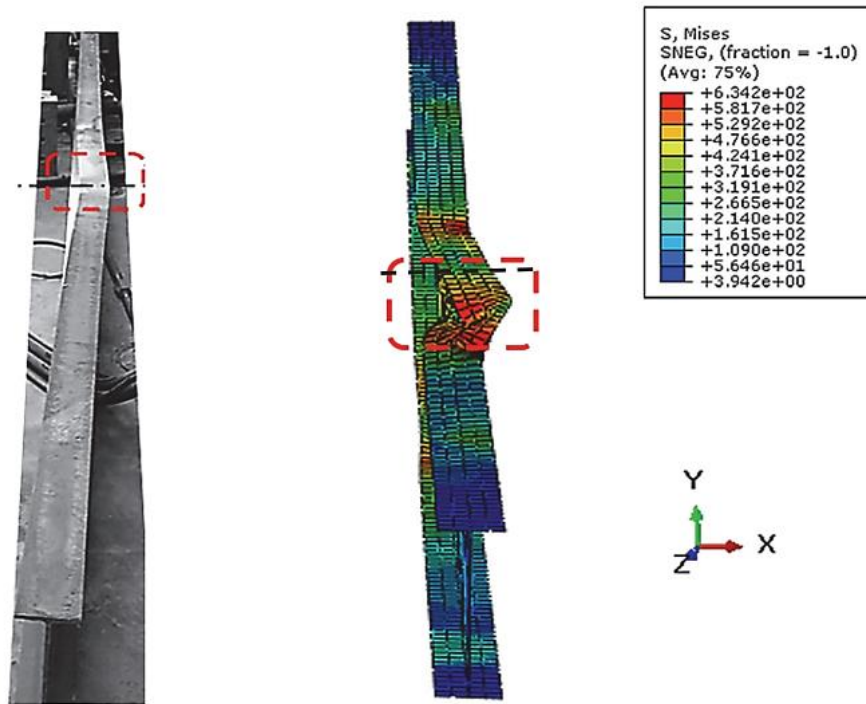 S, Mises
SNEG, (fraction = -1.0)
(Avg: 75%)
+6.342e+02
+5.817e+02
+5.292e+02
+4.766e+02
+4.241e+02
+3.716e+02
+3.191e+02
+2.665e+02
+2.140e+02
+1.615e+02
+1.090e+02
+5.646e+01
+3.942e+00
Y
X
Z